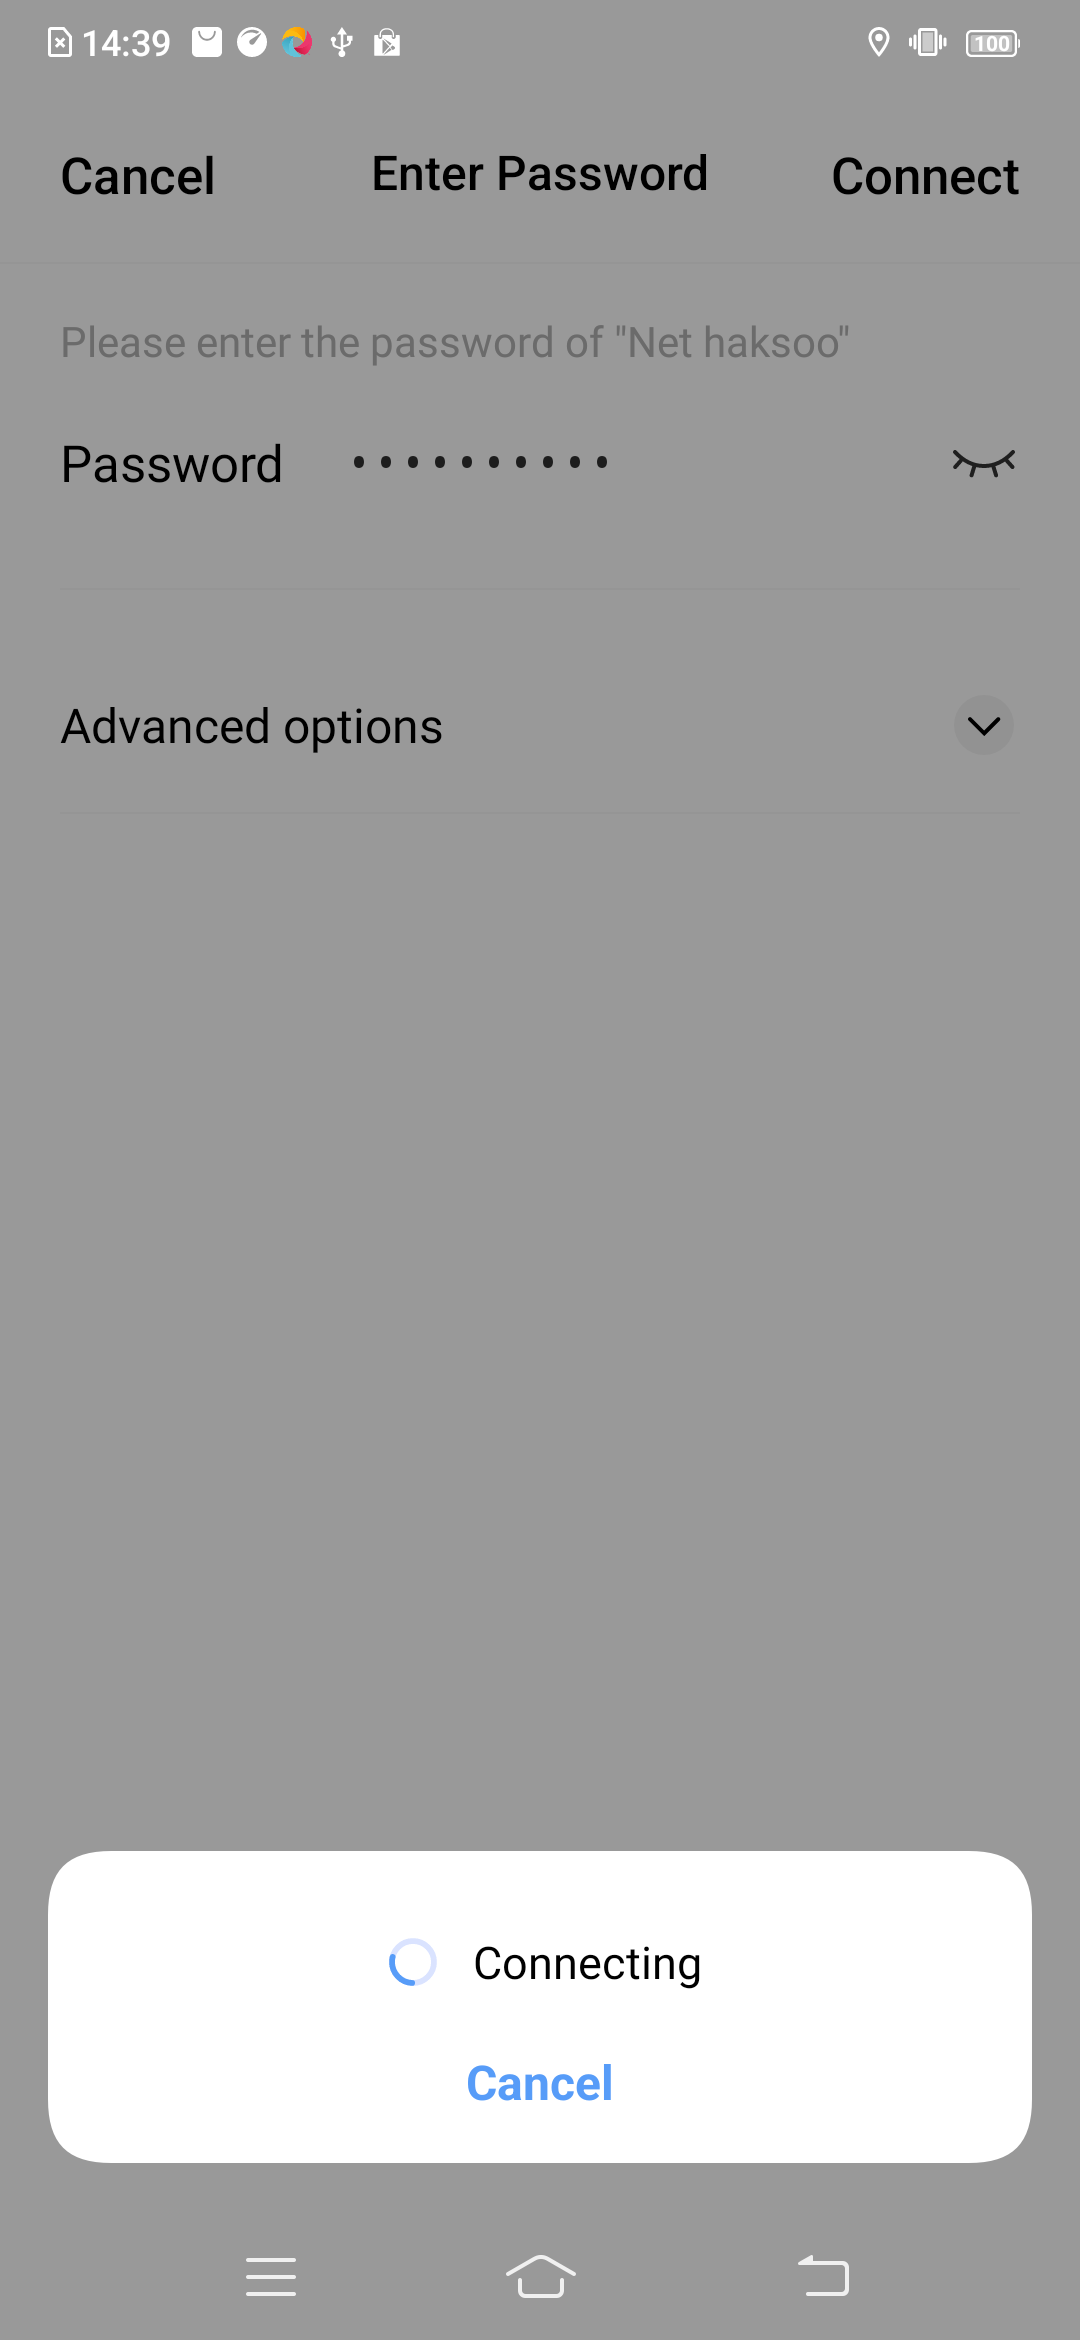 14:39
100
Cancel
Enter Password
Connect
Please enter the password of "Net haksoo"
Password ••••••••••
Advanced options
Connecting
Cancel